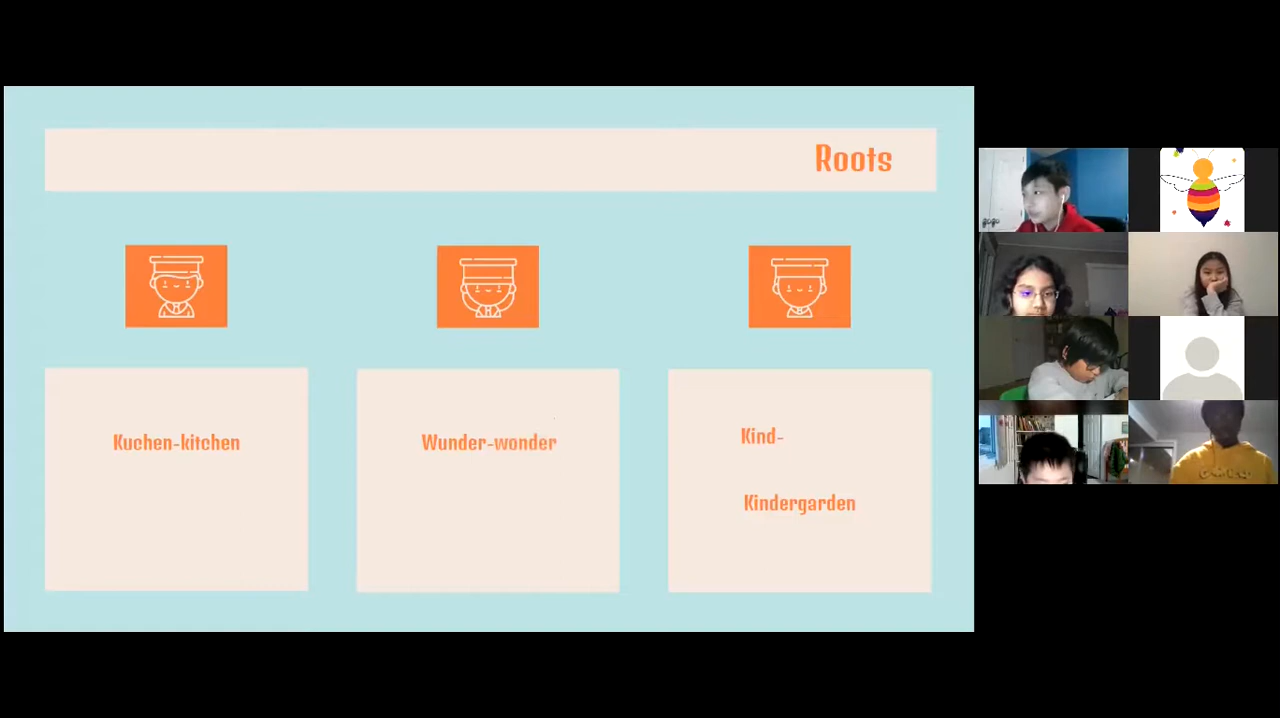 Roots
Kuchen-kitchen
Wunder-wonder
Kind-
Kindergarden